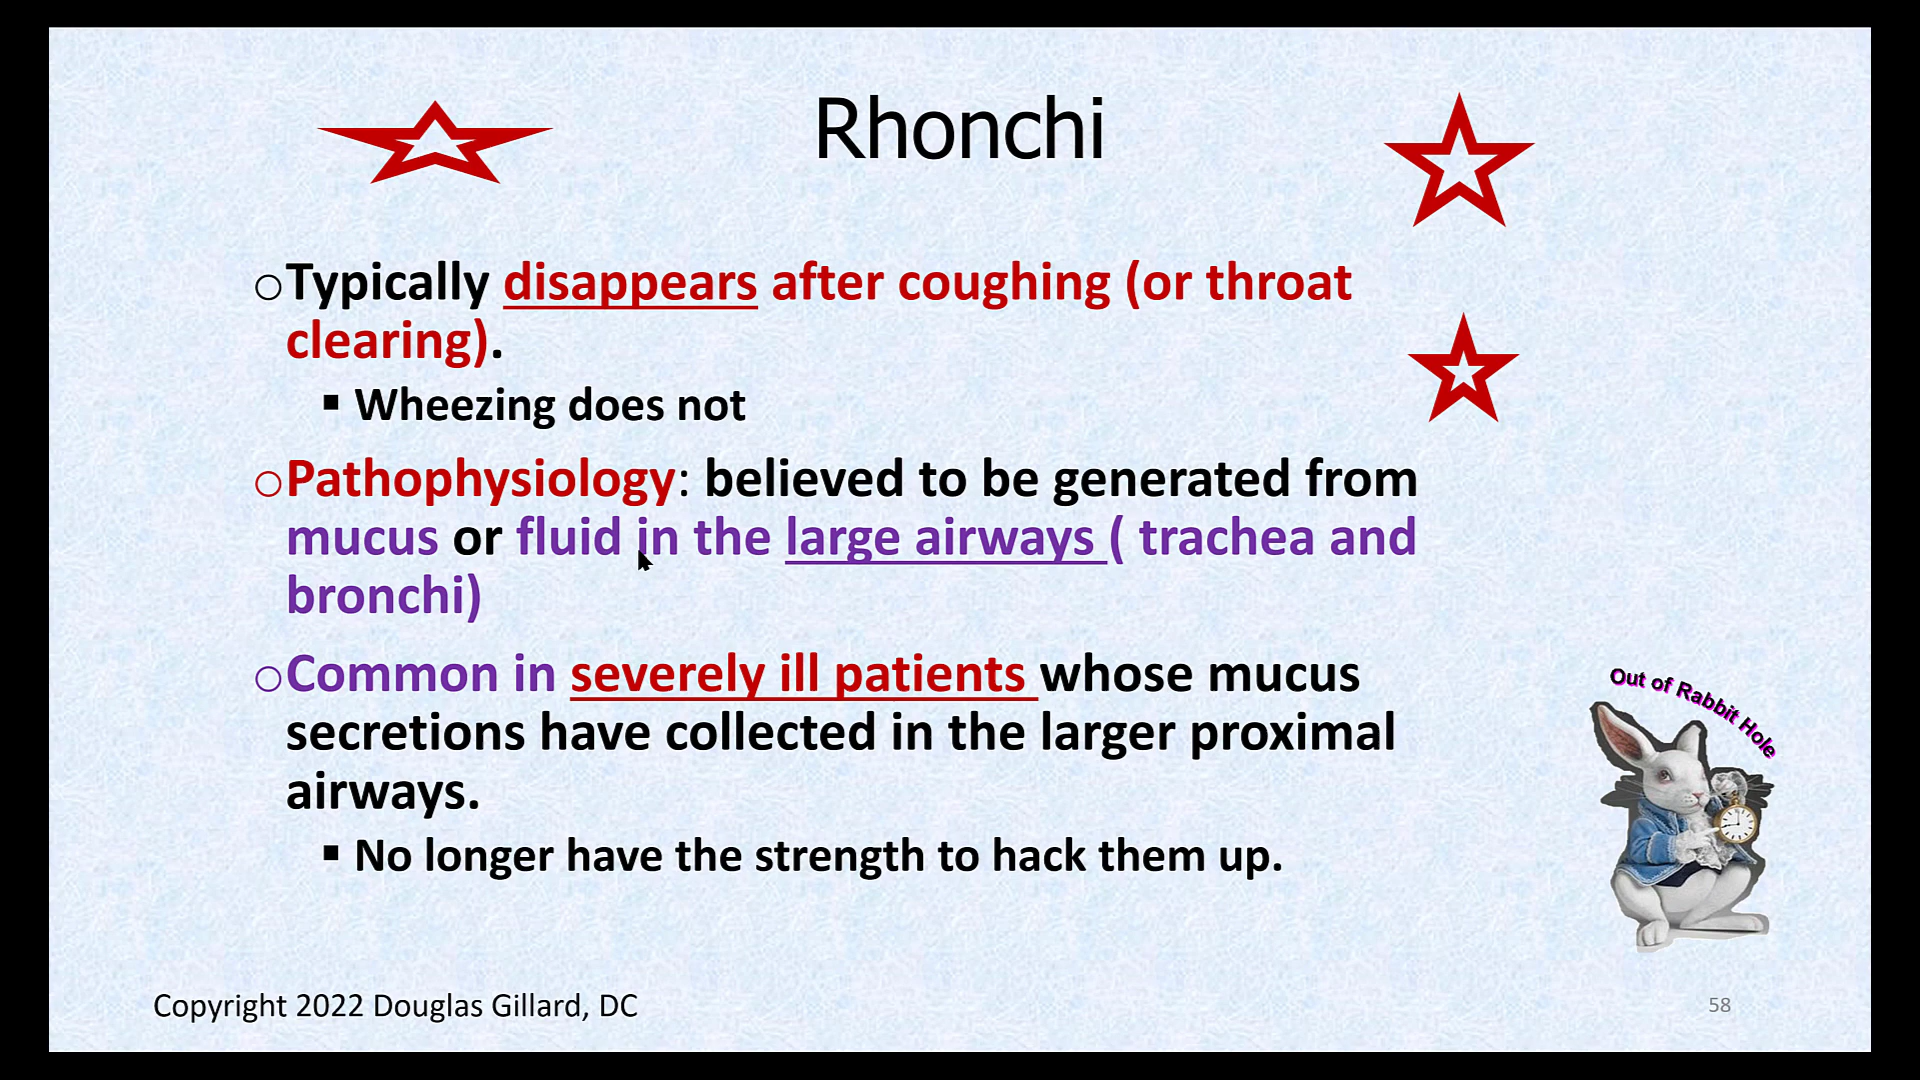 Rhonchi
oTypically disappears after coughing (or throat
clearing).
▪ Wheezing does not
oPathophysiology: believed to be generated from
mucus or fluid in the large airways ( trachea and
bronchi)
oCommon in severely ill patients whose mucus
secretions have collected in the larger proximal
airways.
▪ No longer have the strength to hack them up.
Out of Rabbit Hole
Copyright 2022 Douglas Gillard, DC
58